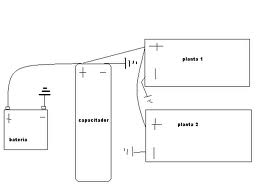 + planta 1
+ -
-
capacitador
+ planta 2
+ -
bateria
-